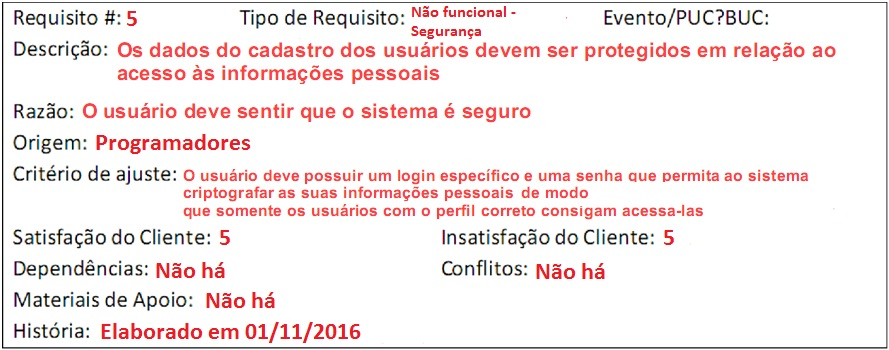 Requisito #: 5 Tipo de Requisito: Não funcional - Segurança Evento/PUC?BUC:
Descrição: Os dados do cadastro dos usuários devem ser protegidos em relação ao
acesso às informações pessoais
Razão: O usuário deve sentir que o sistema é seguro
Origem: Programadores
Critério de ajuste: O usuário deve possuir um login específico e uma senha que permita ao sistema
criptografar as suas informações pessoais de modo
que somente os usuários com o perfil correto consigam acessa-las
Satisfação do Cliente: 5 Insatisfação do Cliente: 5
Dependências: Não há Conflitos: Não há
Materiais de Apoio: Não há
História: Elaborado em 01/11/2016